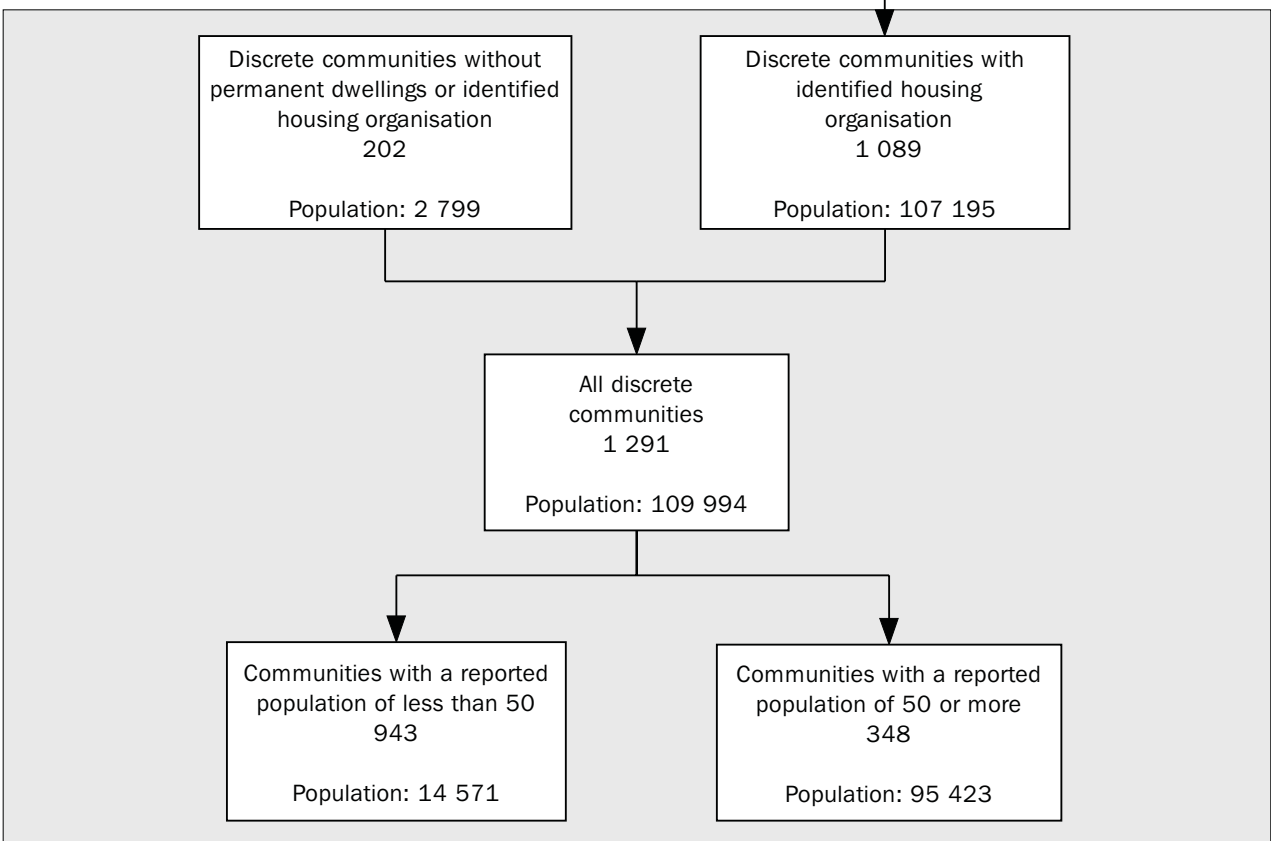 Discrete communities without
permanent dwellings or identified
housing organisation
202
Population: 2 799
Discrete communities with
identified housing
organisation
1 089
Population: 107 195
All discrete
communities
1 291
Population: 109 994
Communities with a reported
population of less than 50
943
Population: 14 571
Communities with a reported
population of 50 or more
348
Population: 95 423